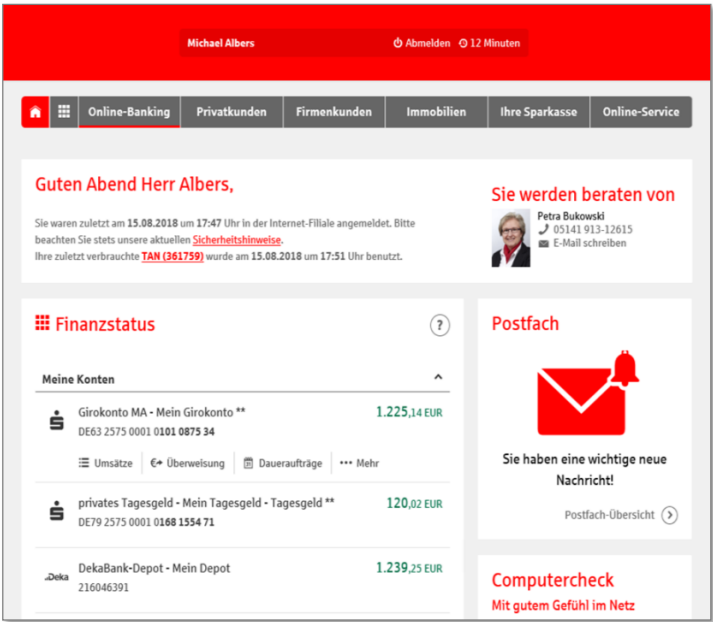 Michael Albers
Abmelden 12 Minuten
Online-Banking Privatkunden Firmenkunden Immobilien Ihre Sparkasse Online-Service
Guten Abend Herr Albers,
Sie waren zuletzt am 15.08.2018 um 17:47 Uhr in der Internet-Filiale angemeldet. Bitte
beachten Sie stets unsere aktuellen Sicherheitshinweise.
Ihre zuletzt verbrauchte TAN (361759) wurde am 15.08.2018 um 17:51 Uhr benutzt.
Sie werden beraten von
Petra Bukowski
05141 913-12615
E-Mail schreiben
Finanzstatus ?
Meine Konten
Girokonto MA - Mein Girokonto ** 1.225,14 EUR
DE63 2575 0001 0101 0875 34
Umsätze Überweisung Daueraufträge Mehr
privates Tagesgeld - Mein Tagesgeld - Tagesgeld ** 120,02 EUR
DE79 2575 0001 0168 1554 71
Deka DekaBank-Depot - Mein Depot 1.239,25 EUR
216046391
Postfach
Sie haben eine wichtige neue
Nachricht!
Postfach-Übersicht
Computercheck
Mit gutem Gefühl im Netz